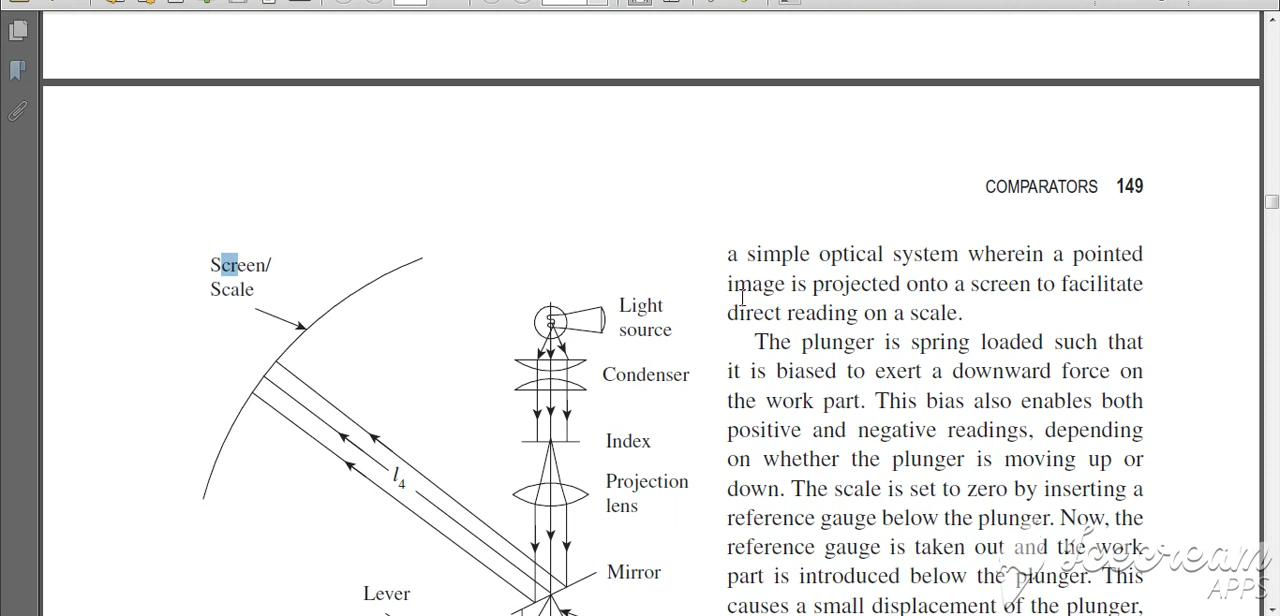 COMPARATORS 149
Screen/
Scale
Light
source
Condenser
Index
l4
Projection
lens
Mirror
Lever
a simple optical system wherein a pointed
image is projected onto a screen to facilitate
direct reading on a scale.
The plunger is spring loaded such that
it is biased to exert a downward force on
the work part. This bias also enables both
positive and negative readings, depending
on whether the plunger is moving up or
down. The scale is set to zero by inserting a
reference gauge below the plunger. Now, the
reference gauge is taken out and the work
part is introduced below the plunger. This
causes a small displacement of the plunger,
Icecream
APPS